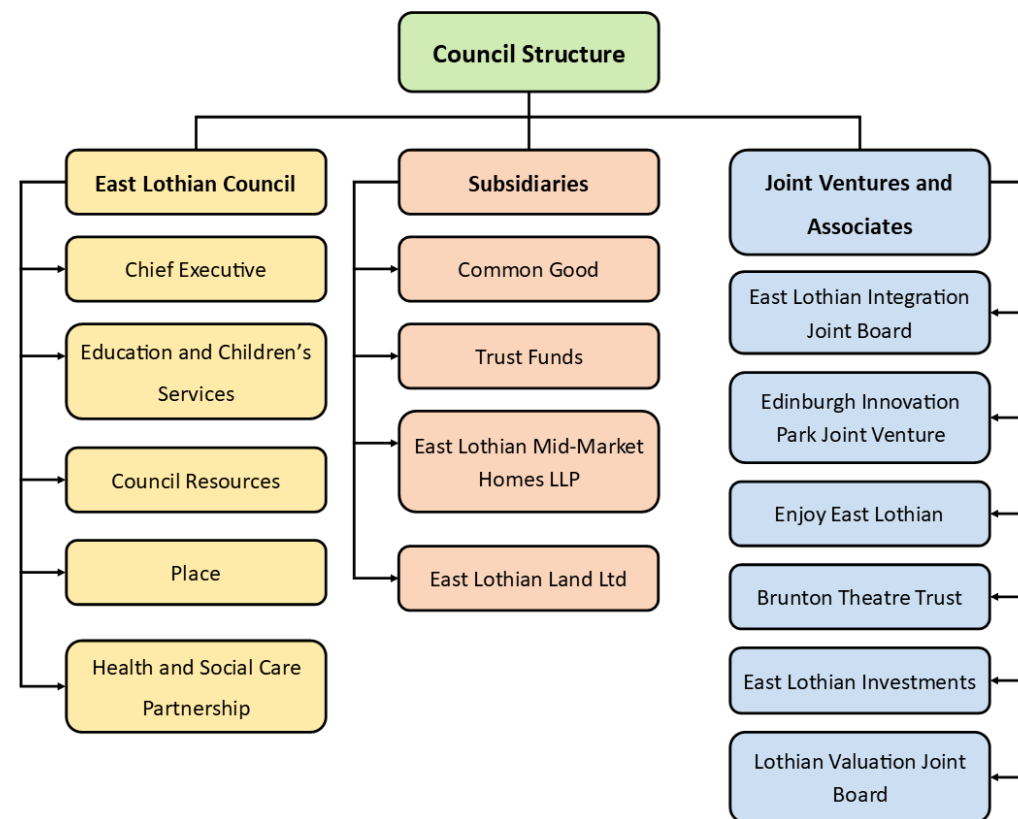 Council Structure
East Lothian Council
Chief Executive
Education and Children’s
Services
Council Resources
Place
Health and Social Care
Partnership
Subsidiaries
Common Good
Trust Funds
East Lothian Mid-Market
Homes LLP
East Lothian Land Ltd
Joint Ventures and
Associates
East Lothian Integration
Joint Board
Edinburgh Innovation
Park Joint Venture
Enjoy East Lothian
Brunton Theatre Trust
East Lothian Investments
Lothian Valuation Joint
Board